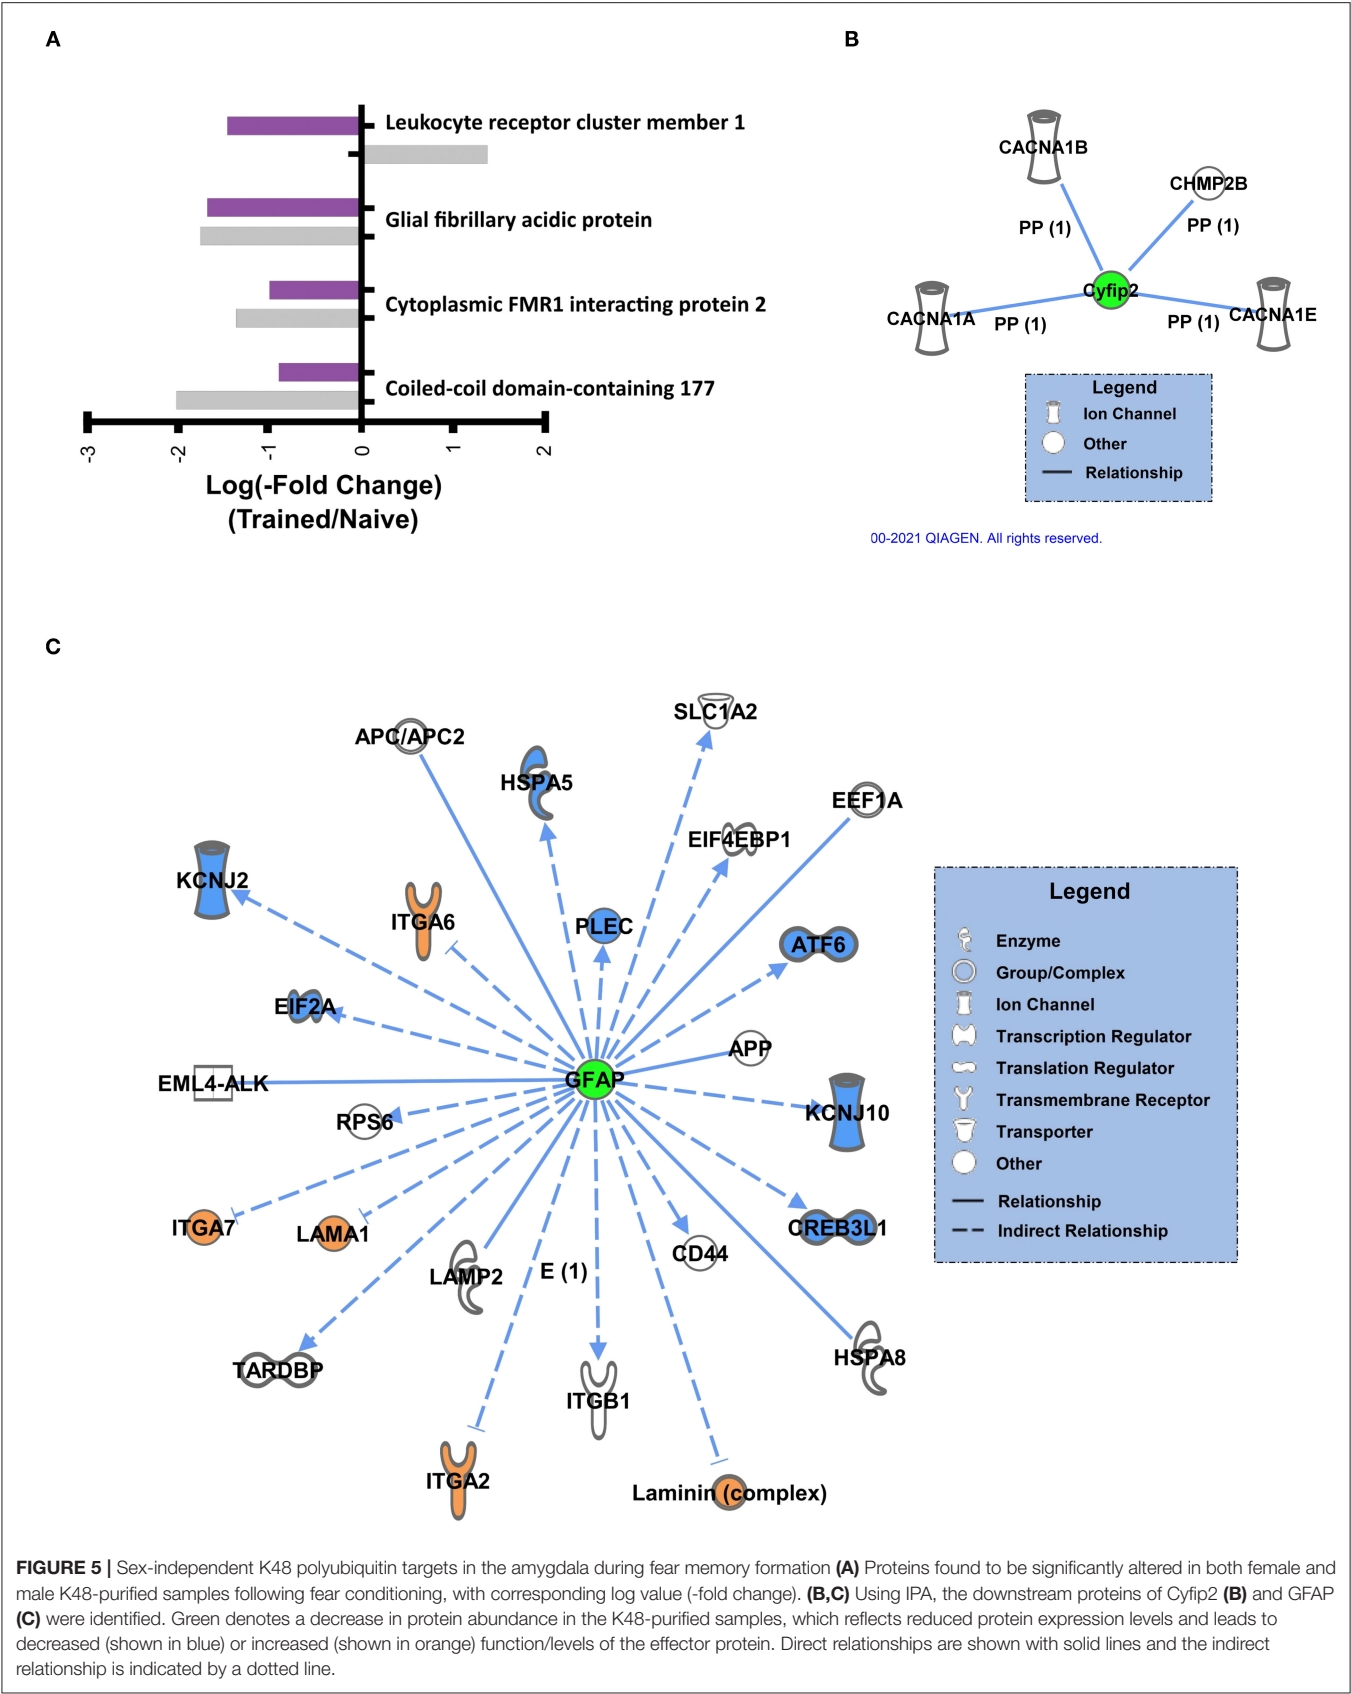 A
Leukocyte receptor cluster member 1
Glial fibrillary acidic protein
Cytoplasmic FMR1 interacting protein 2
Coiled-coil domain-containing 177
-3
-2
-1
0
1
2
Log(-Fold Change)
(Trained/Naive)
B
CACNA1B
CHMP2B
PP (1)
PP (1)
Cyfip2
CACNA1A
PP (1)
PP (1)
CACNA1E
Legend
Ion Channel
Other
Relationship
00-2021 QIAGEN. All rights reserved.
C
SLC1A2
APC/APC2
HSPA5
EEF1A
EIF4EBP1
KCNJ2
ITGA6
PLEC
ATF6
EIF2A
APP
EML4-ALK
GFAP
RPS6
KCNJ10
ITGA7
LAMA1
CREB3L1
CD44
LAMP2
E (1)
TARDBP
HSPA8
ITGB1
ITGA2
Laminin (complex)
Legend
Enzyme
Group/Complex
Ion Channel
Transcription Regulator
Translation Regulator
Transmembrane Receptor
Transporter
Other
Relationship
Indirect Relationship
FIGURE 5 | Sex-independent K48 polyubiquitin targets in the amygdala during fear memory formation (A) Proteins found to be significantly altered in both female and
male K48-purified samples following fear conditioning, with corresponding log value (-fold change). (B,C) Using IPA, the downstream proteins of Cyfip2 (B) and GFAP
(C) were identified. Green denotes a decrease in protein abundance in the K48-purified samples, which reflects reduced protein expression levels and leads to
decreased (shown in blue) or increased (shown in orange) function/levels of the effector protein. Direct relationships are shown with solid lines and the indirect
relationship is indicated by a dotted line.